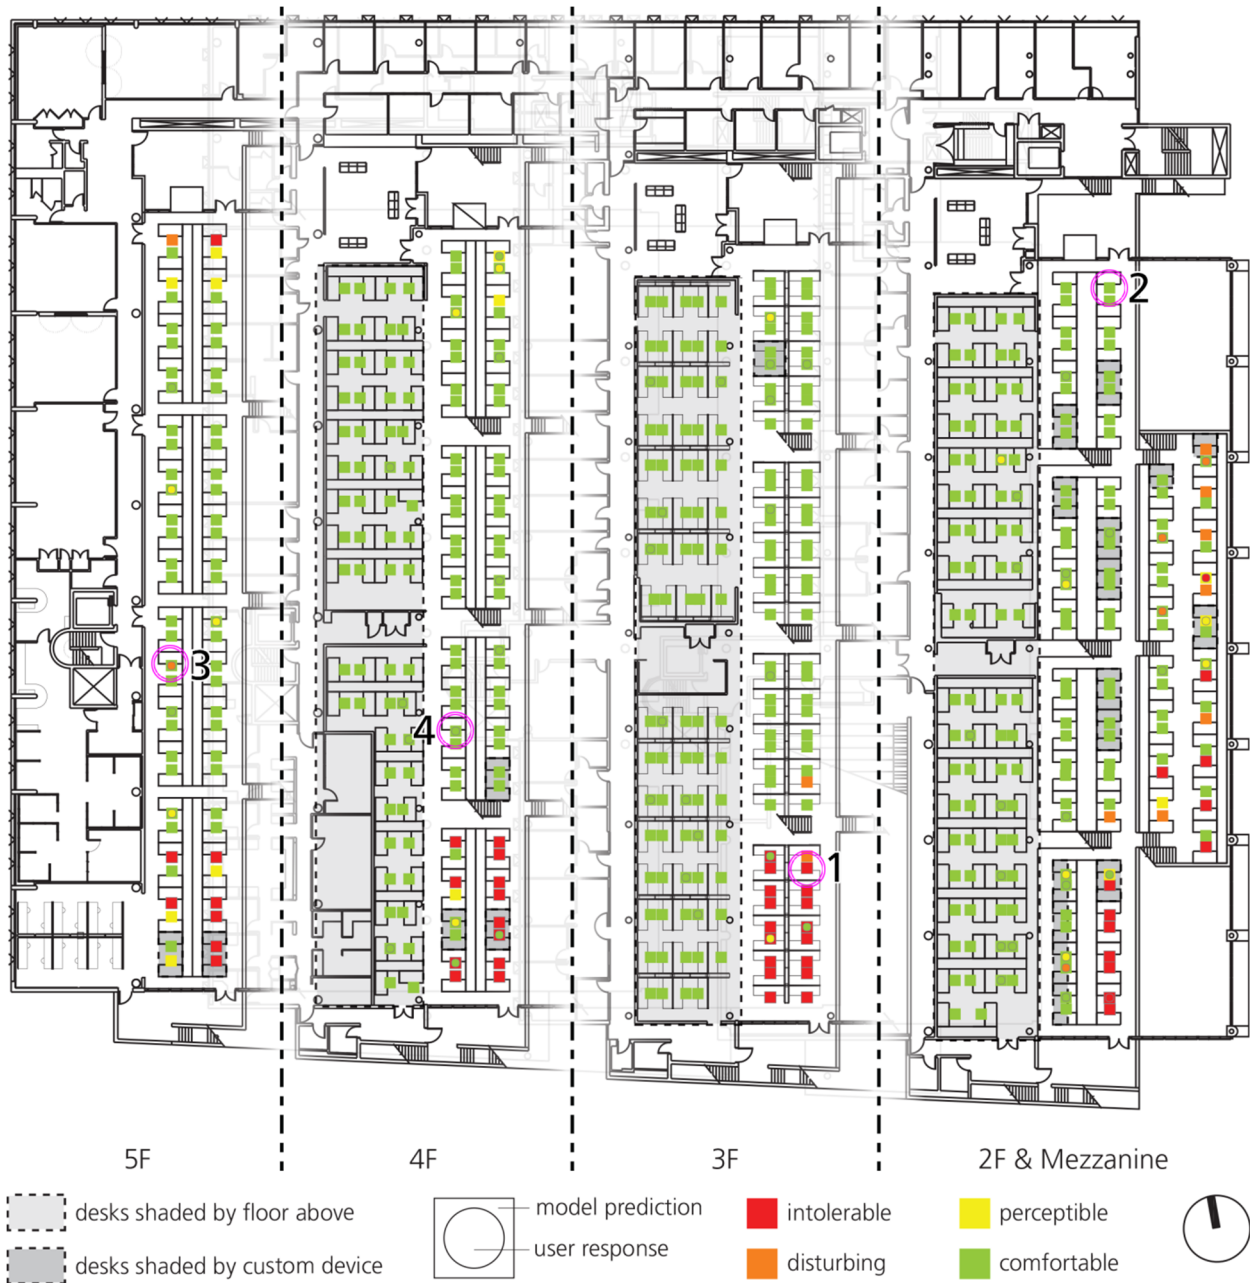 2
3
4
1
5F
4F
3F
2F & Mezzanine
desks shaded by floor above
model prediction
intolerable
perceptible
user response
desks shaded by custom device
disturbing
comfortable